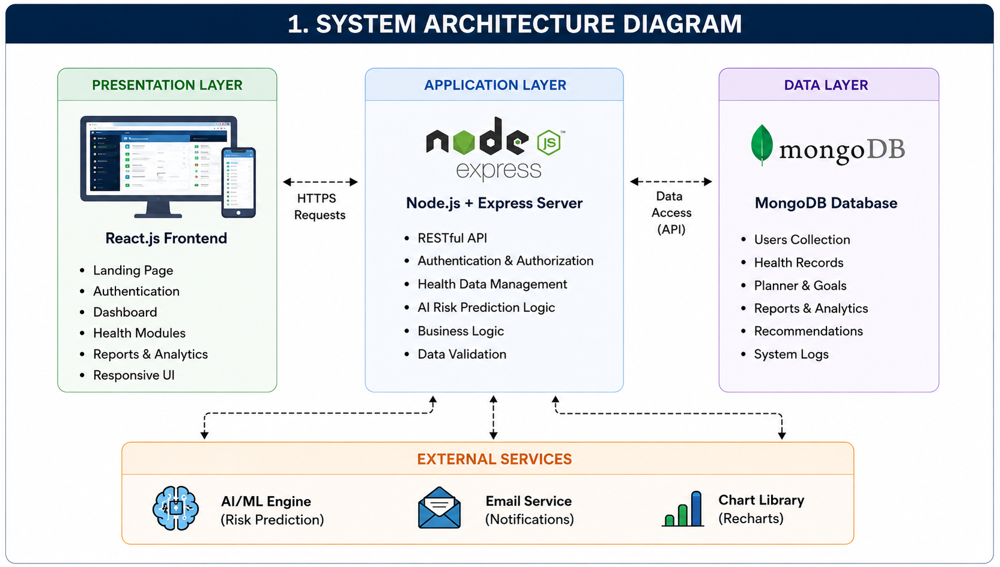 1. SYSTEM ARCHITECTURE DIAGRAM
PRESENTATION LAYER
React.js Frontend
• Landing Page
• Authentication
• Dashboard
• Health Modules
• Reports & Analytics
• Responsive UI
HTTPS
Requests
APPLICATION LAYER
node JS ™
express
Node.js + Express Server
• RESTful API
• Authentication & Authorization
• Health Data Management
• AI Risk Prediction Logic
• Business Logic
• Data Validation
Data
Access
(API)
DATA LAYER
mongoDB
MongoDB Database
• Users Collection
• Health Records
• Planner & Goals
• Reports & Analytics
• Recommendations
• System Logs
EXTERNAL SERVICES
AI/ML Engine
(Risk Prediction)
Email Service
(Notifications)
Chart Library
(Recharts)